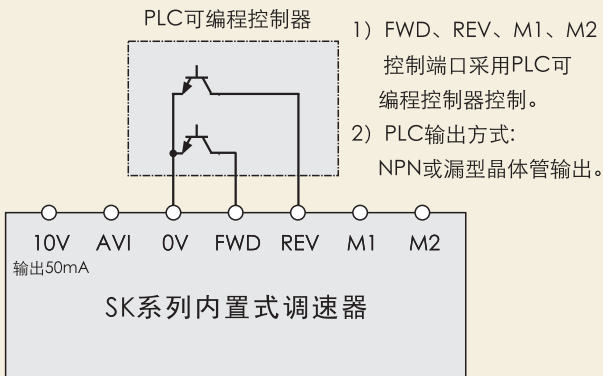 PLC可编程控制器
1）FWD、REV、M1、M2
控制端口采用PLC可
编程控制器控制。
2）PLC输出方式:
NPN或漏型晶体管输出。
10V AVI 0V FWD REV M1 M2
输出50mA
SK系列内置式调速器